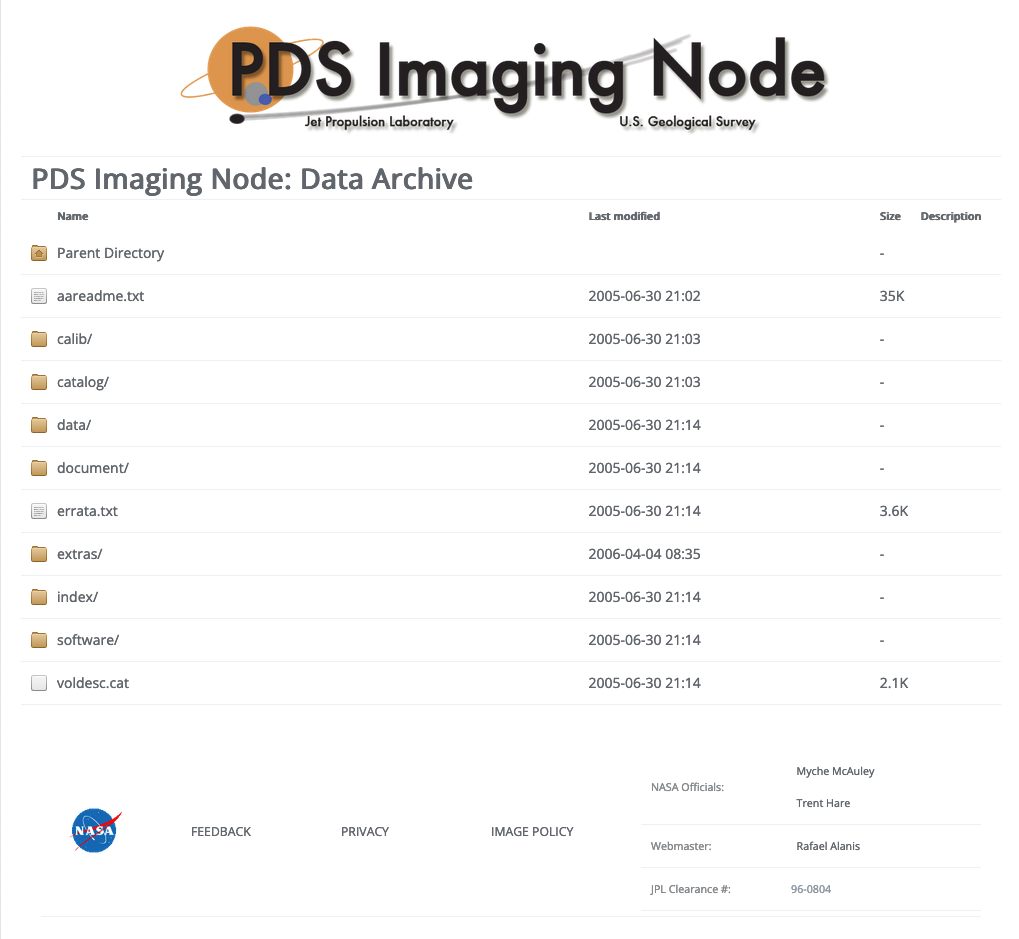 PDS Imaging Node
Jet Propulsion Laboratory U.S. Geological Survey
PDS Imaging Node: Data Archive
Name Last modified Size Description
Parent Directory -
aareadme.txt 2005-06-30 21:02 35K
calib/ 2005-06-30 21:03 -
catalog/ 2005-06-30 21:03 -
data/ 2005-06-30 21:14 -
document/ 2005-06-30 21:14 -
errata.txt 2005-06-30 21:14 3.6K
extras/ 2006-04-04 08:35 -
index/ 2005-06-30 21:14 -
software/ 2005-06-30 21:14 -
voldesc.cat 2005-06-30 21:14 2.1K
NASA
FEEDBACK PRIVACY IMAGE POLICY
NASA Officials: Myche McAuley
Trent Hare
Webmaster: Rafael Alanis
JPL Clearance #: 96-0804